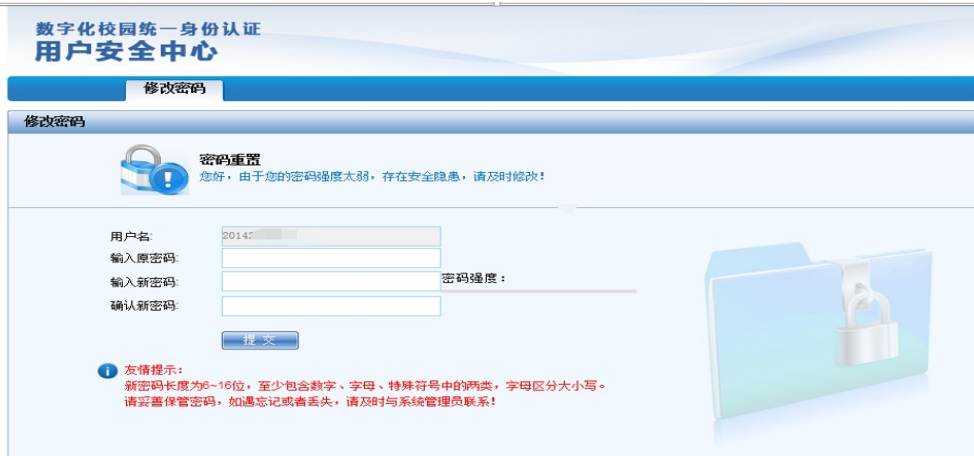 数字化校园统一身份认证
用户安全中心
修改密码
修改密码
密码重置
您好，由于您的密码强度太弱，存在安全隐患，请及时修改！
用户名:
20142
输入原密码:
输入新密码:
密码强度：
确认新密码:
提 交
友情提示：
新密码长度为6~16位，至少包含数字、字母、特殊符号中的两类，字母区分大小写。
请妥善保管密码，如遇忘记或者丢失，请及时与系统管理员联系！